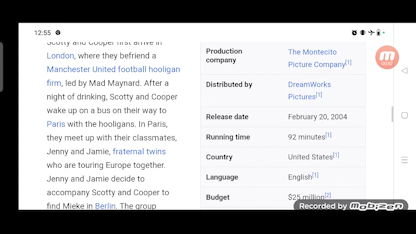 12:55
Scotty and Cooper first arrive in
London, where they befriend a
Manchester United football hooligan
firm, led by Mad Maynard. After a
night of drinking, Scotty and Cooper
wake up on a bus on their way to
Paris with the hooligans. In Paris,
they meet up with their classmates,
Jenny and Jamie, fraternal twins
who are touring Europe together.
Jenny and Jamie decide to
accompany Scotty and Cooper to
find Mieke in Berlin. The group
Production company
The Montecito Picture Company[1]
Distributed by
DreamWorks Pictures[1]
Release date
February 20, 2004
Running time
92 minutes[1]
Country
United States[1]
Language
English[1]
Budget
$25 million[2]
Recorded by mobizen